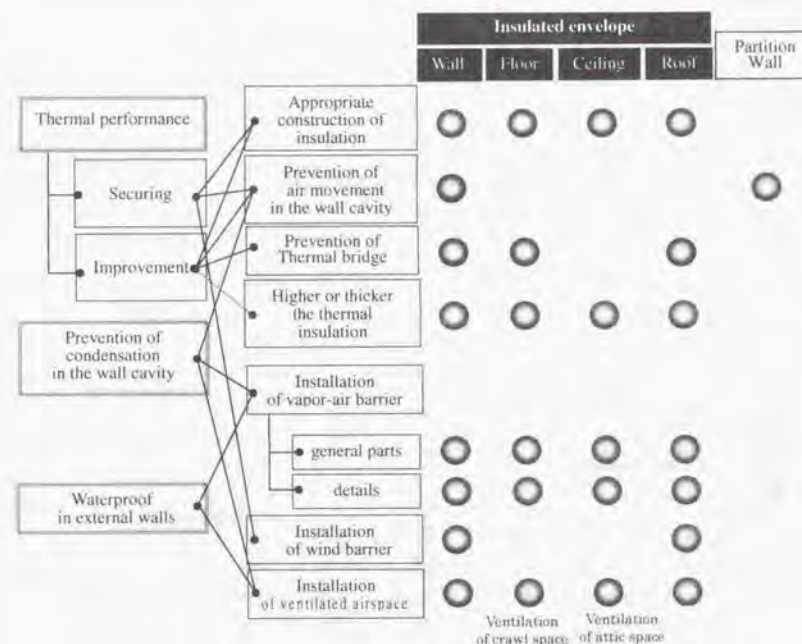 Insulated envelope
Partition
Wall
Wall
Floor
Ceiling
Roof
Thermal performance
Securing
Improvement
Prevention of
condensation
in the wall cavity
Waterproof
in external walls
Appropriate
construction of
insulation
Prevention of
air movement
in the wall cavity
Prevention of
Thermal bridge
Higher or thicker
the thermal
insulation
Installation
of vapor-air barrier
general parts
details
Installation
of wind barrier
Installation
of ventilated airspace
Ventilation
of crawl space
Ventilation
of attic space